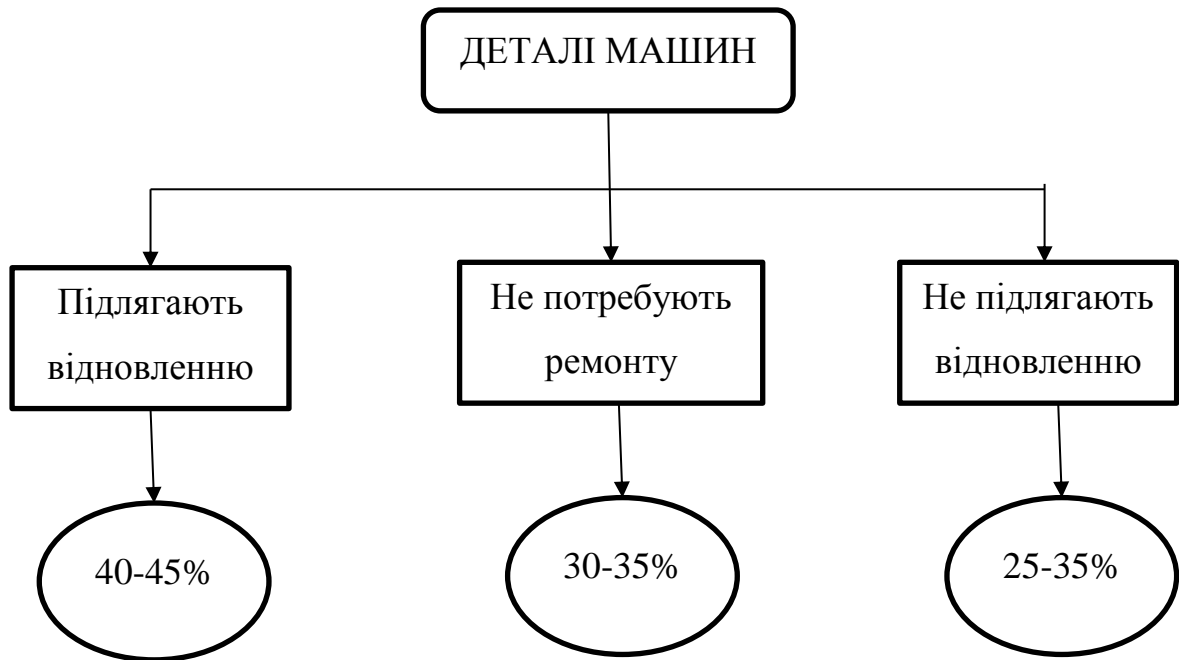 ДЕТАЛІ МАШИН
Підлягають
відновленню
Не потребують
ремонту
Не підлягають
відновленню
40-45%
30-35%
25-35%